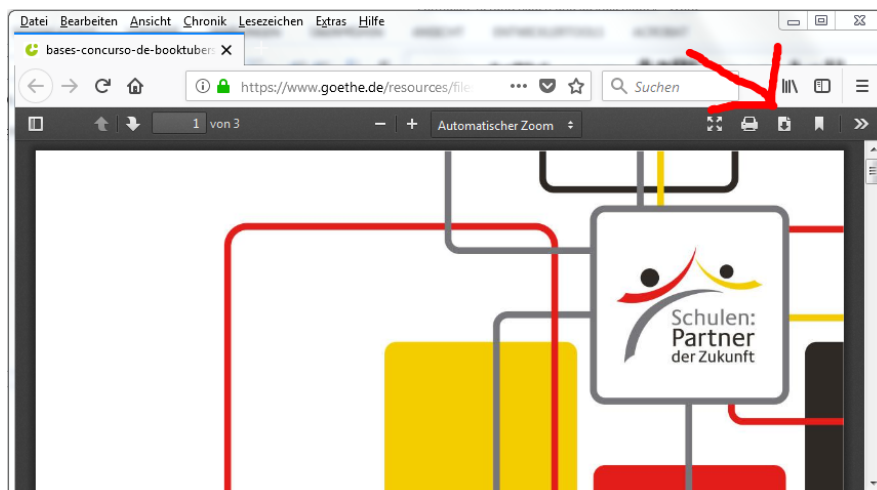 Datei Bearbeiten Ansicht Chronik Lesezeichen Extras Hilfe
bases-concurso-de-booktubers
https://www.goethe.de/resources/file
Suchen
1 von 3
Automatischer Zoom
Schulen:
Partner
der Zukunft